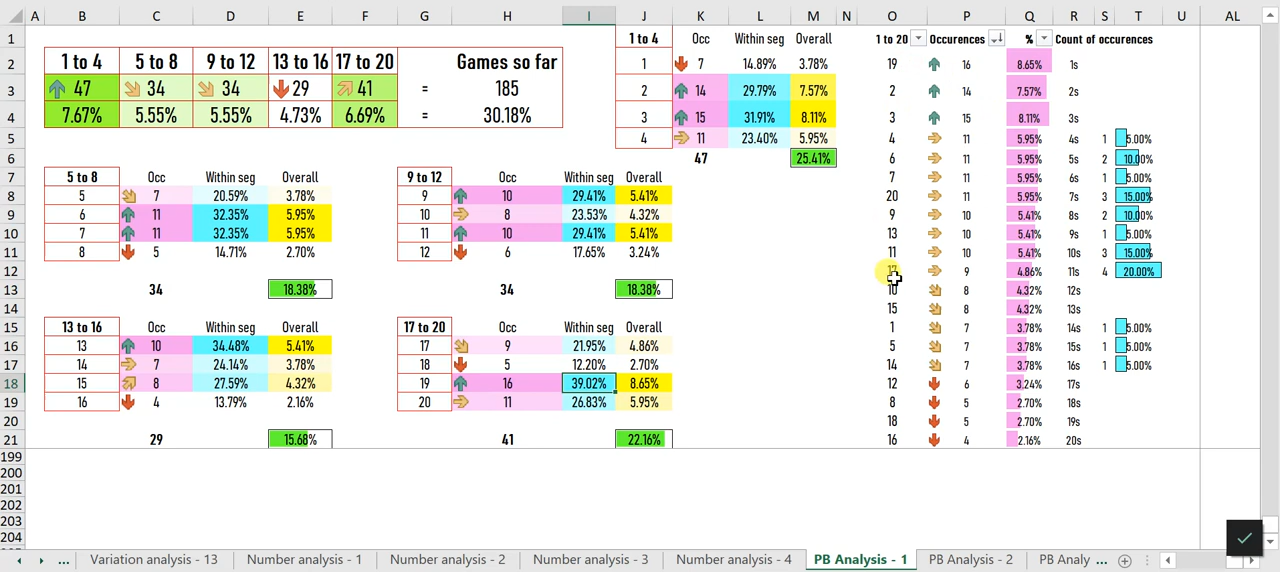 A B C D E F G H I J K L M N O P Q R S T U AL
1 1 to 4 Occ Within seg Overall 1 to 20 Occurences % Count of occurences
2 1 to 4 5 to 8 9 to 12 13 to 16 17 to 20 Games so far 1 7 14.89% 3.78% 19 16 8.65% 1s
3 47 34 34 29 41 = 185 2 14 29.79% 7.57% 2 14 7.57% 2s
4 7.67% 5.55% 5.55% 4.73% 6.69% = 30.18% 3 15 31.91% 8.11% 3 15 8.11% 3s
5 4 11 23.40% 5.95% 4 11 5.95% 4s 1 5.00%
6 47 25.41% 6 11 5.95% 5s 2 10.00%
7 5 to 8 Occ Within seg Overall 9 to 12 Occ Within seg Overall 7 11 5.95% 6s 1 5.00%
8 5 7 20.59% 3.78% 9 10 29.41% 5.41% 20 11 5.95% 7s 3 15.00%
9 6 11 32.35% 5.95% 10 8 23.53% 4.32% 9 10 5.41% 8s 2 10.00%
10 7 11 32.35% 5.95% 11 10 29.41% 5.41% 13 10 5.41% 9s 1 5.00%
11 8 5 14.71% 2.70% 12 6 17.65% 3.24% 11 10 5.41% 10s 3 15.00%
12 17 9 4.86% 11s 4 20.00%
13 34 18.38% 34 18.38% 10 8 4.32% 12s
14 15 8 4.32% 13s
15 13 to 16 Occ Within seg Overall 17 to 20 Occ Within seg Overall 1 7 3.78% 14s 1 5.00%
16 13 10 34.48% 5.41% 17 9 21.95% 4.86% 5 7 3.78% 15s 1 5.00%
17 14 7 24.14% 3.78% 18 5 12.20% 2.70% 14 7 3.78% 16s 1 5.00%
18 15 8 27.59% 4.32% 19 16 39.02% 8.65% 12 6 3.24% 17s
19 16 4 13.79% 2.16% 20 11 26.83% 5.95% 8 5 2.70% 18s
20 18 5 2.70% 19s
21 29 15.68% 41 22.16% 16 4 2.16% 20s
199
200
201
202
203
204
... Variation analysis - 13 Number analysis - 1 Number analysis - 2 Number analysis - 3 Number analysis - 4 PB Analysis - 1 PB Analysis - 2 PB Analy ...